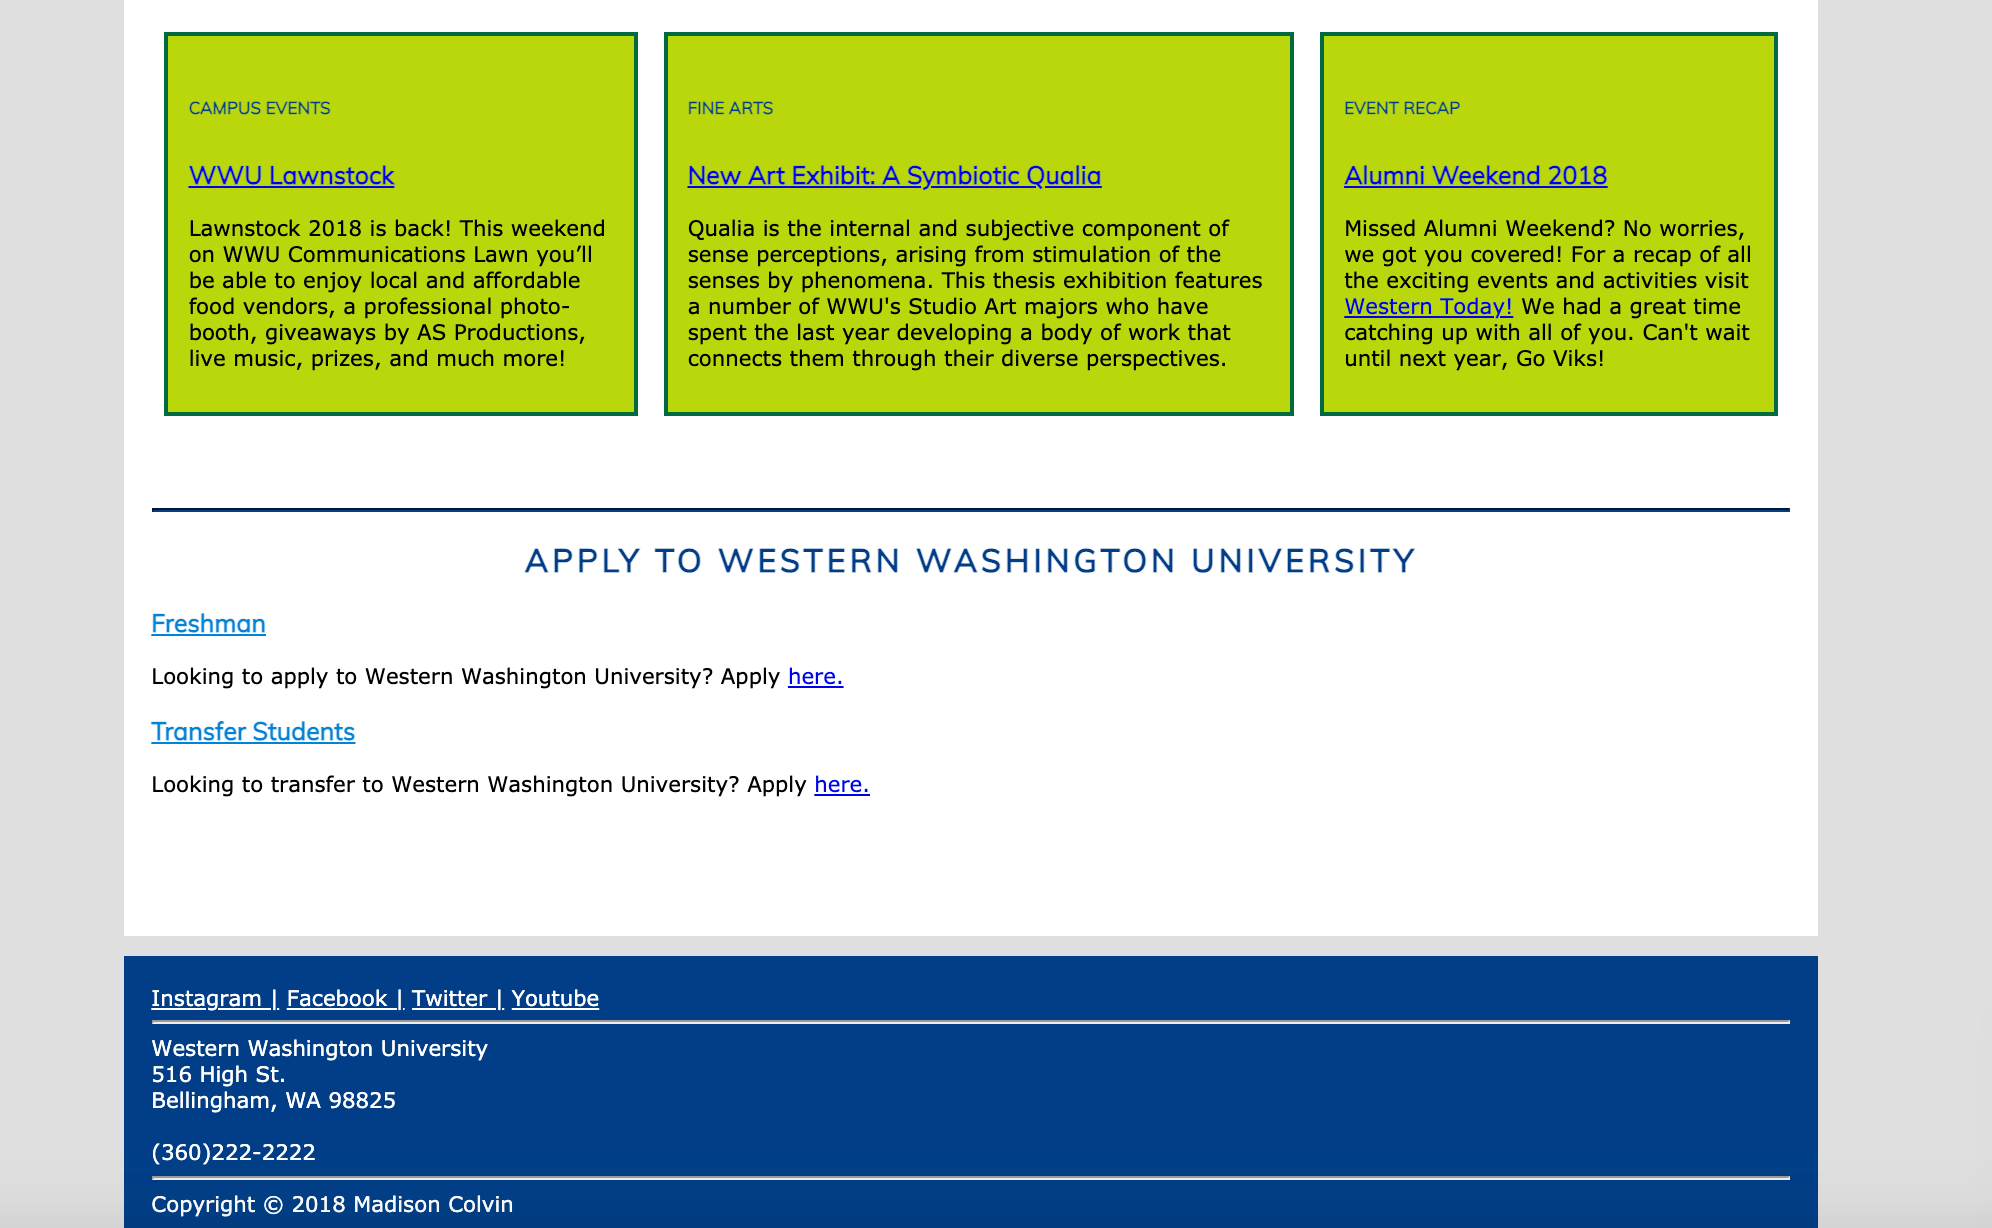 CAMPUS EVENTS
WWU Lawnstock
Lawnstock 2018 is back! This weekend
on WWU Communications Lawn you’ll
be able to enjoy local and affordable
food vendors, a professional photo-
booth, giveaways by AS Productions,
live music, prizes, and much more!
FINE ARTS
New Art Exhibit: A Symbiotic Qualia
Qualia is the internal and subjective component of
sense perceptions, arising from stimulation of the
senses by phenomena. This thesis exhibition features
a number of WWU's Studio Art majors who have
spent the last year developing a body of work that
connects them through their diverse perspectives.
EVENT RECAP
Alumni Weekend 2018
Missed Alumni Weekend? No worries,
we got you covered! For a recap of all
the exciting events and activities visit
Western Today! We had a great time
catching up with all of you. Can't wait
until next year, Go Viks!
APPLY TO WESTERN WASHINGTON UNIVERSITY
Freshman
Looking to apply to Western Washington University? Apply here.
Transfer Students
Looking to transfer to Western Washington University? Apply here.
Instagram | Facebook | Twitter | Youtube
Western Washington University
516 High St.
Bellingham, WA 98825
(360)222-2222
Copyright © 2018 Madison Colvin